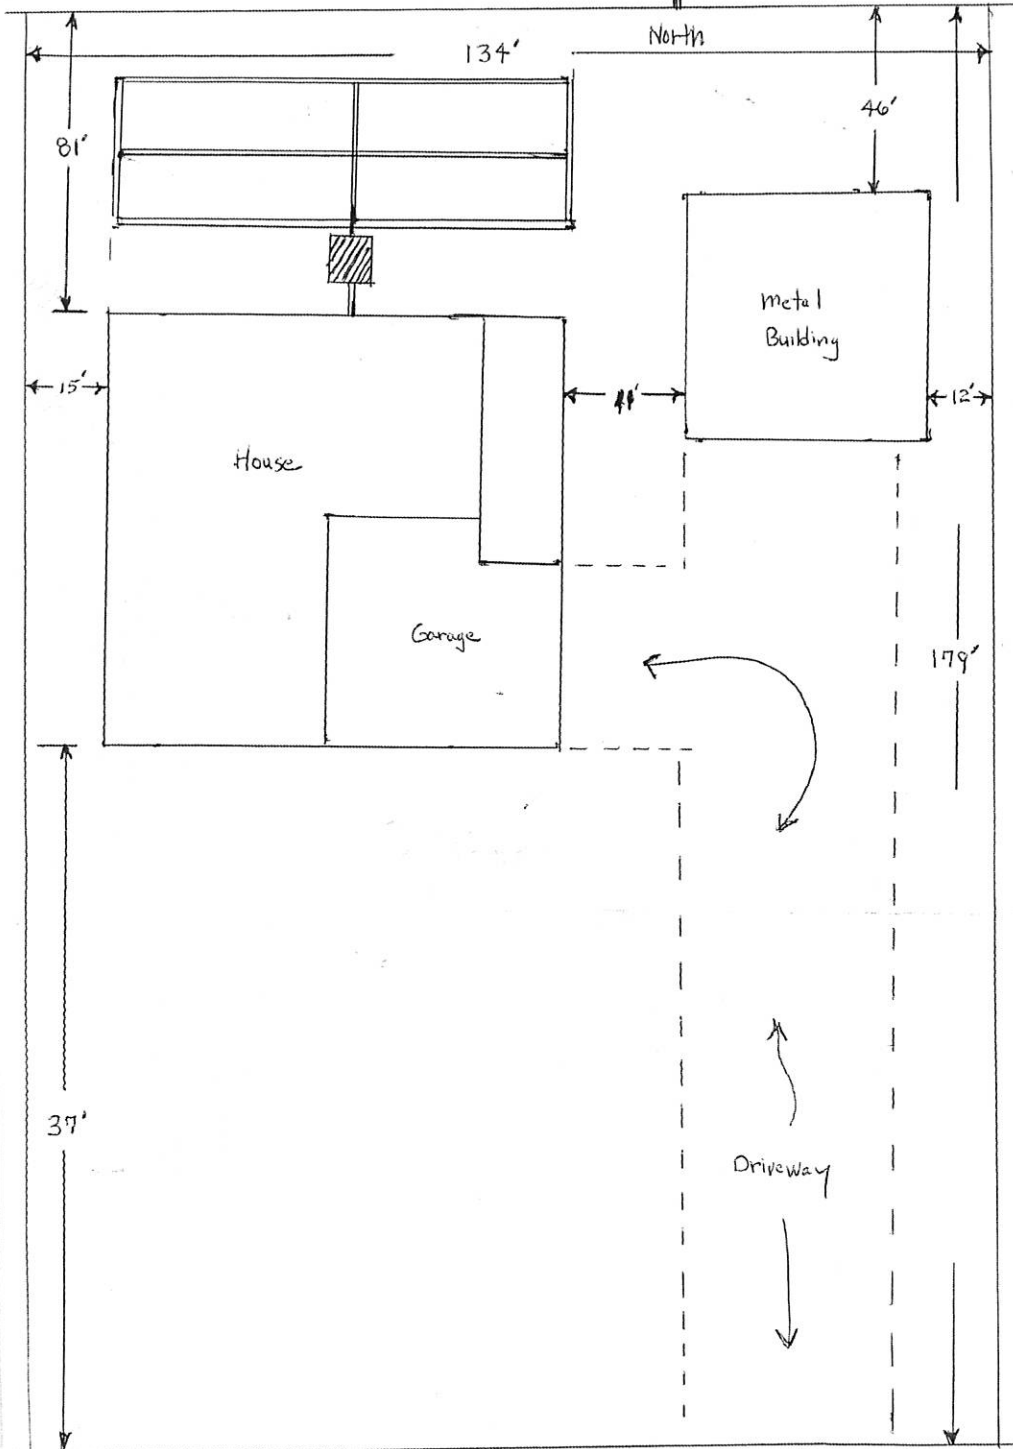 North
134'
46'
81'
Metal
Building
15'
12'
House
Garage
179'
37'
Driveway